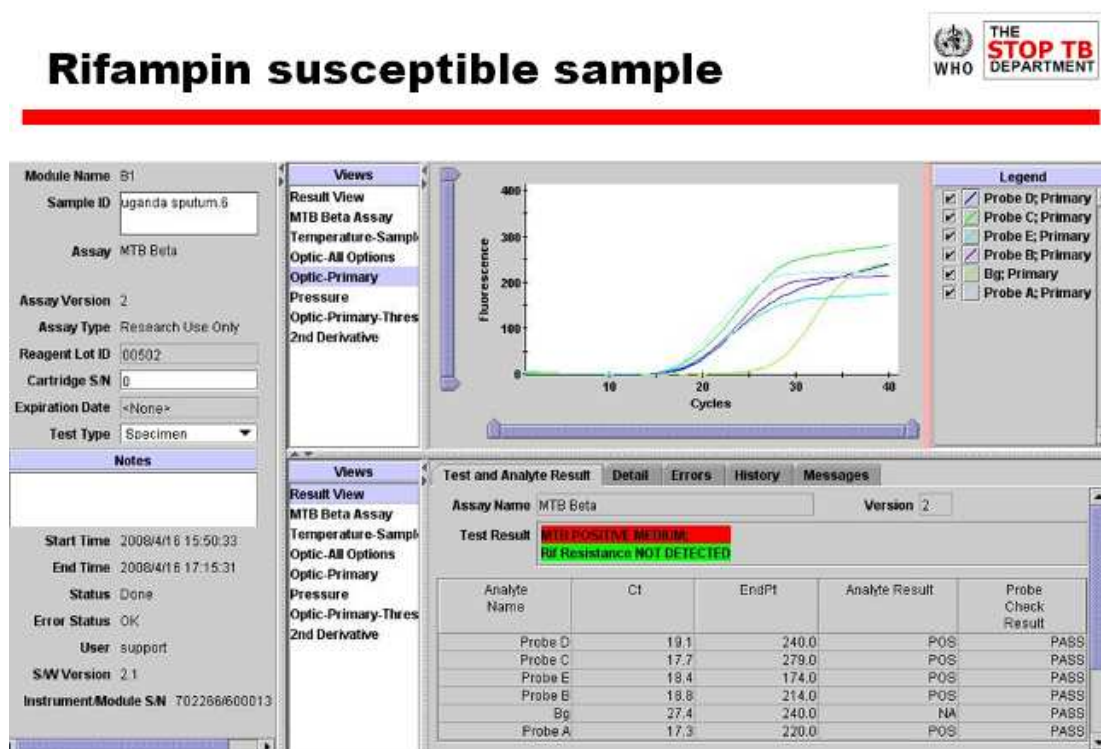 Rifampin susceptible sample
WHO
THE
STOP TB
DEPARTMENT
Module Name B1
Sample ID uganda sputum.6
Assay MTB Beta
Assay Version 2
Assay Type Research Use Only
Reagent Lot ID 00502
Cartridge S/N 0
Expiration Date <None>
Test Type Specimen
Notes
Start Time 2008/4/16 15:50:33
End Time 2008/4/16 17:15:31
Status Done
Error Status OK
User support
S/W Version 2.1
Instrument/Module S/N 702266/600013
Views
Result View
MTB Beta Assay
Temperature-Sampl
Optic-All Options
Optic-Primary
Pressure
Optic-Primary-Thres
2nd Derivative
Fluorescence
400
300
200
100
0
10 20 30 40
Cycles
Legend
Probe D; Primary
Probe C; Primary
Probe E; Primary
Probe B; Primary
Bg; Primary
Probe A; Primary
Views
Result View
MTB Beta Assay
Temperature-Sampl
Optic-All Options
Optic-Primary
Pressure
Optic-Primary-Thres
2nd Derivative
Test and Analyte Result Detail Errors History Messages
Assay Name MTB Beta Version 2
Test Result MTB POSITIVE MEDIUM;
Rif Resistance NOT DETECTED
Analyte Name Ct EndPt Analyte Result Probe Check Result
Probe D 19.1 240.0 POS PASS
Probe C 17.7 279.0 POS PASS
Probe E 18.4 174.0 POS PASS
Probe B 18.8 214.0 POS PASS
Bg 27.4 240.0 NA PASS
Probe A 17.3 220.0 POS PASS